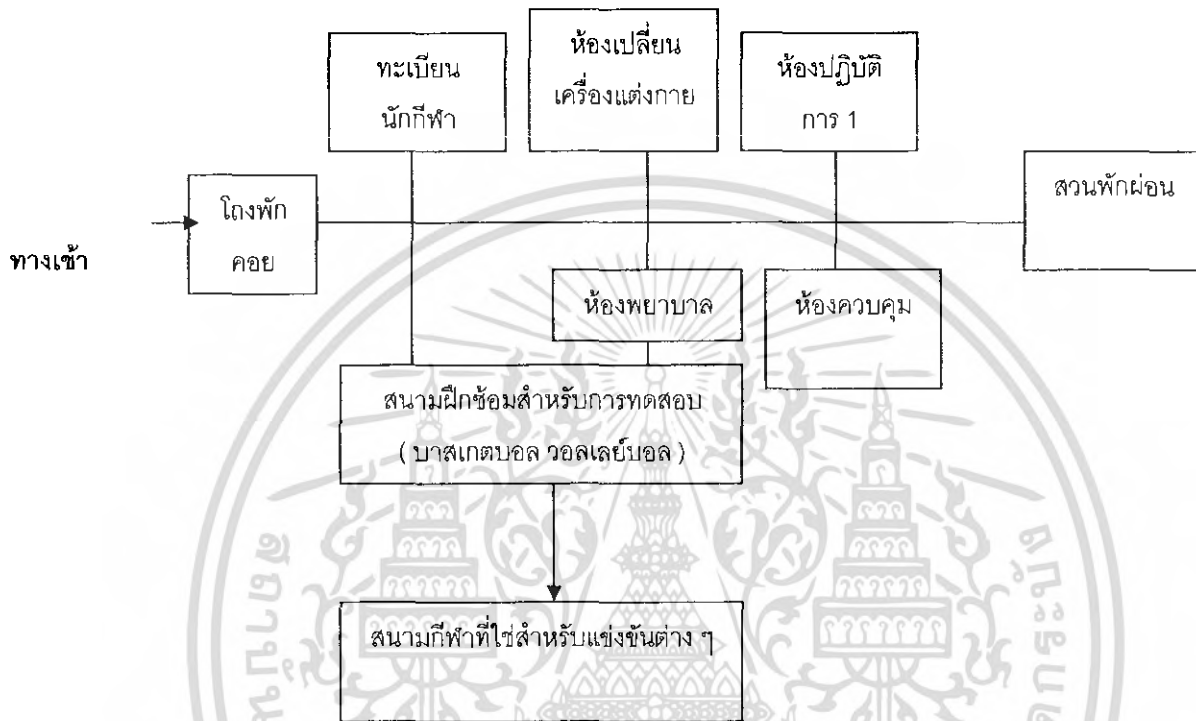 ทะเบียน
นักกีฬา
ห้องเปลี่ยน
เครื่องแต่งกาย
ห้องปฏิบัติ
การ 1
สวนพักผ่อน
โถงพัก
คอย
ทางเข้า
ห้องพยาบาล
ห้องควบคุม
สนามฝึกซ้อมสำหรับการทดสอบ
( บาสเกตบอล วอลเลย์บอล )
สนามกีฬาที่ใช่สำหรับแข่งขันต่าง ๆ